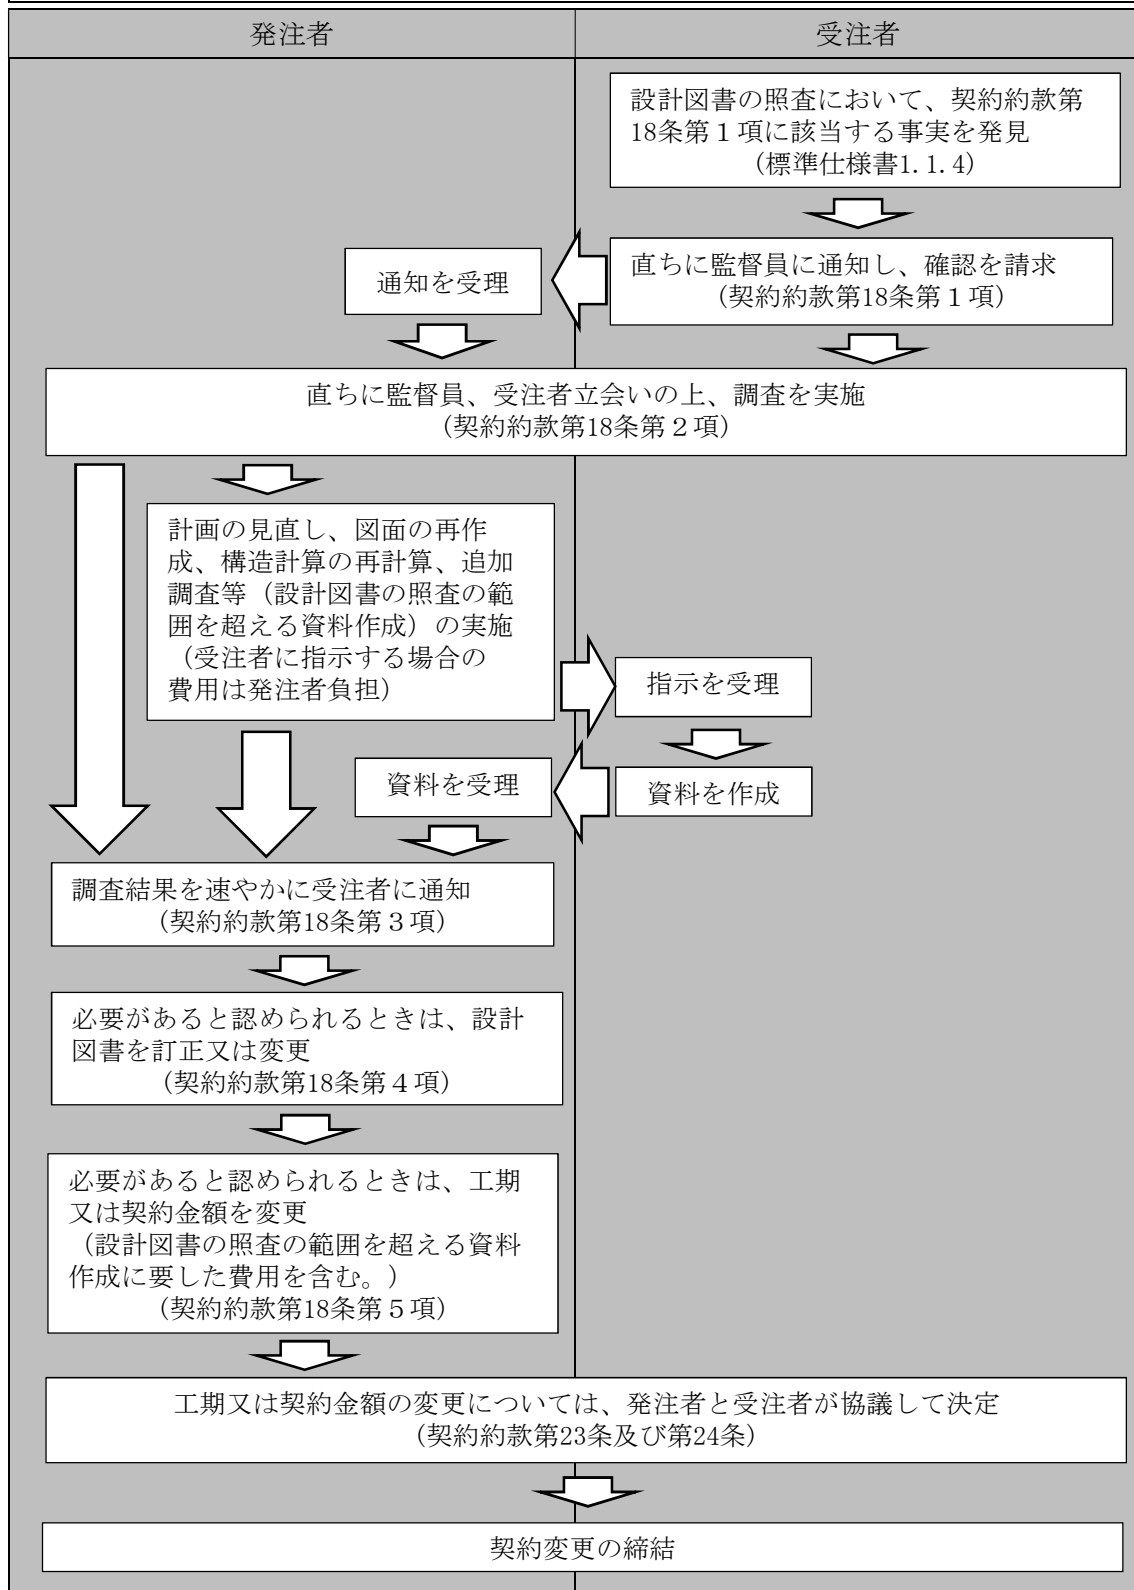 発注者
受注者
設計図書の照査において、契約約款第
18条第１項に該当する事実を発見
（標準仕様書1.1.4）
直ちに監督員に通知し、確認を請求
（契約約款第18条第１項）
通知を受理
直ちに監督員、受注者立会いの上、調査を実施
（契約約款第18条第２項）
計画の見直し、図面の再作
成、構造計算の再計算、追加
調査等（設計図書の照査の範
囲を超える資料作成）の実施
（受注者に指示する場合の
費用は発注者負担）
指示を受理
資料を作成
資料を受理
調査結果を速やかに受注者に通知
（契約約款第18条第３項）
必要があると認められるときは、設計
図書を訂正又は変更
（契約約款第18条第４項）
必要があると認められるときは、工期
又は契約金額を変更
（設計図書の照査の範囲を超える資料
作成に要した費用を含む。）
（契約約款第18条第５項）
工期又は契約金額の変更については、発注者と受注者が協議して決定
（契約約款第23条及び第24条）
契約変更の締結